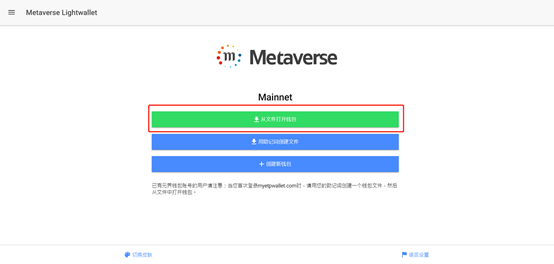 Metaverse Lightwallet
m Metaverse
Mainnet
从文件打开钱包
用助记词创建文件
创建新钱包
已有元界钱包账号的用户请注意：当您首次登录myetpwallet.com时，请用您的助记词创建一个钱包文件，然后
从文件中打开钱包。
切换皮肤
语言设置